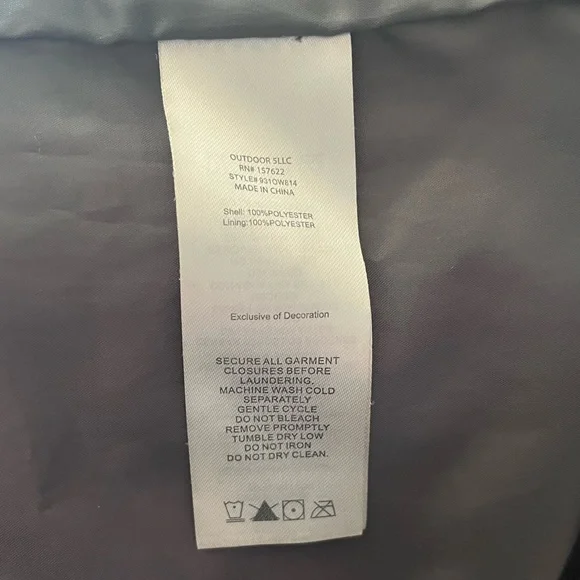 OUTDOOR 5LLC
RN# 157622
STYLE# 931OW814
MADE IN CHINA
Shell: 100%POLYESTER
Lining:100%POLYESTER
Exclusive of Decoration
SECURE ALL GARMENT
CLOSURES BEFORE
LAUNDERING.
MACHINE WASH COLD
SEPARATELY
GENTLE CYCLE
DO NOT BLEACH
REMOVE PROMPTLY
TUMBLE DRY LOW
DO NOT IRON
DO NOT DRY CLEAN.